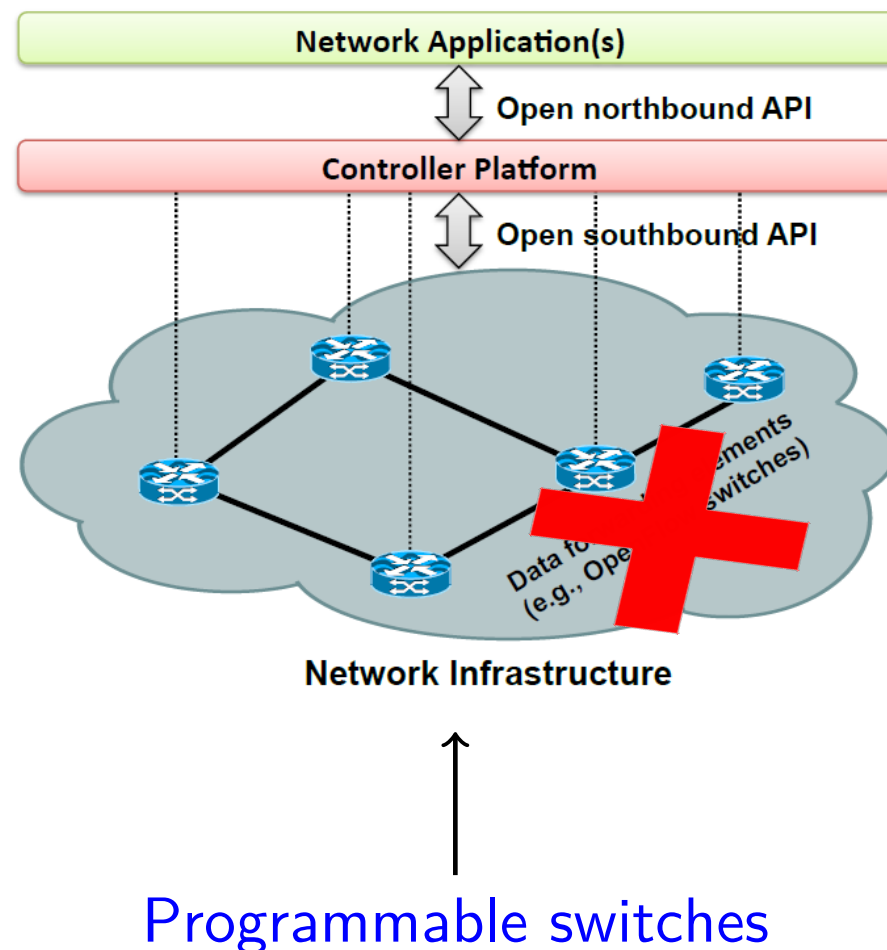 Network Application(s)
Open northbound API
Controller Platform
Open southbound API
Data fo ements
(e.g., Ope switches)
Network Infrastructure
Programmable switches